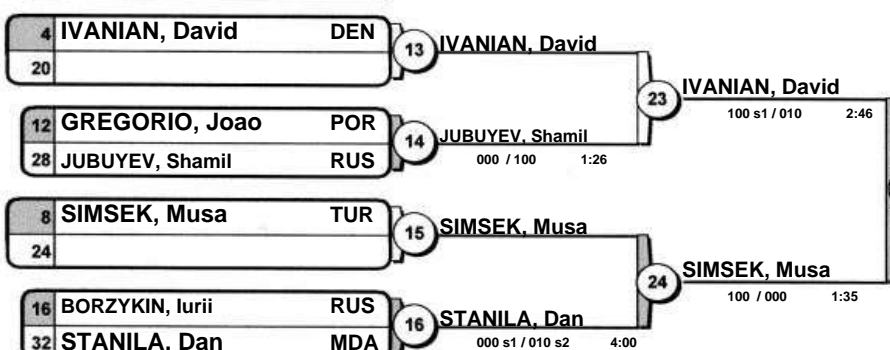 4 IVANIAN, David DEN
20
13 IVANIAN, David
23 IVANIAN, David
100 s1 / 010 2:46
12 GREGORIO, Joao POR
28 JUBUYEV, Shamil RUS
14 JUBUYEV, Shamil
000 / 100 1:26
8 SIMSEK, Musa TUR
24
15 SIMSEK, Musa
24 SIMSEK, Musa
100 / 000 1:35
16 BORZYKIN, Iurii RUS
32 STANILA, Dan MDA
16 STANILA, Dan
000 s1 / 010 s2 4:00